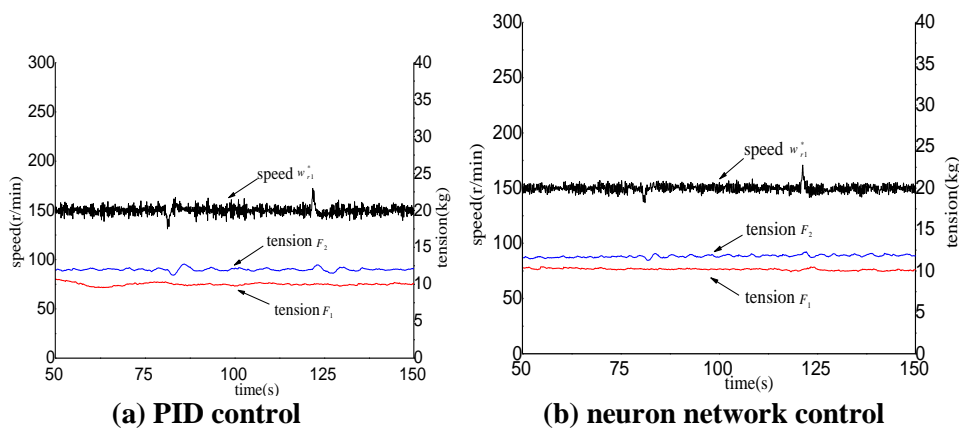 300
250
200
150
100
50
0
speed(r/min)
40
35
30
25
20
15
10
5
0
tension(kg)
speed w*r1
tension F2
tension F1
50 75 100 125 150
time(s)
(a) PID control
300
250
200
150
100
50
0
speed(r/min)
40
35
30
25
20
15
10
5
0
tension(kg)
speed w*r1
tension F2
tension F1
50 75 100 125 150
time(s)
(b) neuron network control